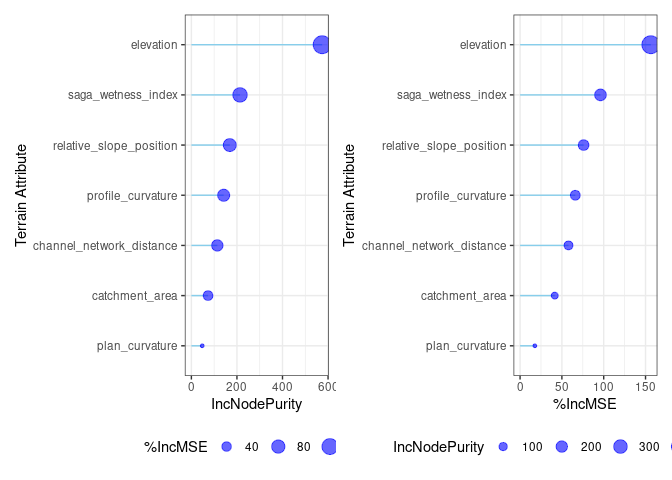 Terrain Attribute
elevation
saga_wetness_index
relative_slope_position
profile_curvature
channel_network_distance
catchment_area
plan_curvature
0 200 400 600
IncNodePurity
%IncMSE 40 80
Terrain Attribute
elevation
saga_wetness_index
relative_slope_position
profile_curvature
channel_network_distance
catchment_area
plan_curvature
0 50 100 150
%IncMSE
IncNodePurity 100 200 300